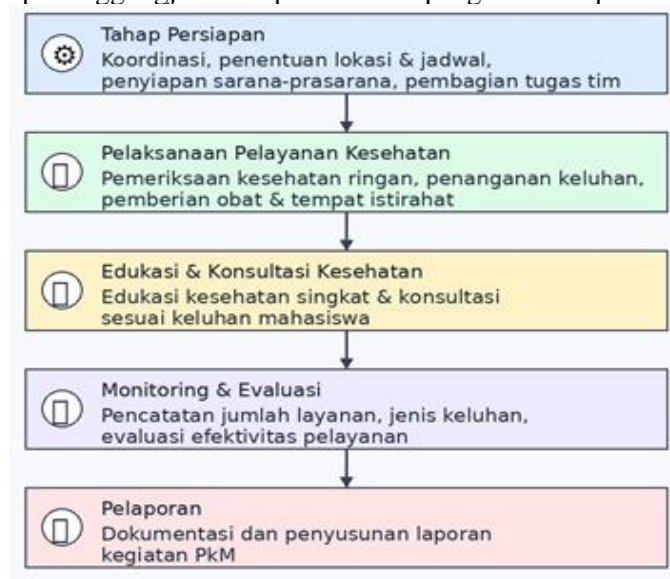 Tahap Persiapan
Koordinasi, penentuan lokasi & jadwal,
penyiapan sarana-prasarana, pembagian tugas tim
Pelaksanaan Pelayanan Kesehatan
Pemeriksaan kesehatan ringan, penanganan keluhan,
pemberian obat & tempat istirahat
Edukasi & Konsultasi Kesehatan
Edukasi kesehatan singkat & konsultasi
sesuai keluhan mahasiswa
Monitoring & Evaluasi
Pencatatan jumlah layanan, jenis keluhan,
evaluasi efektivitas pelayanan
Pelaporan
Dokumentasi dan penyusunan laporan
kegiatan PkM